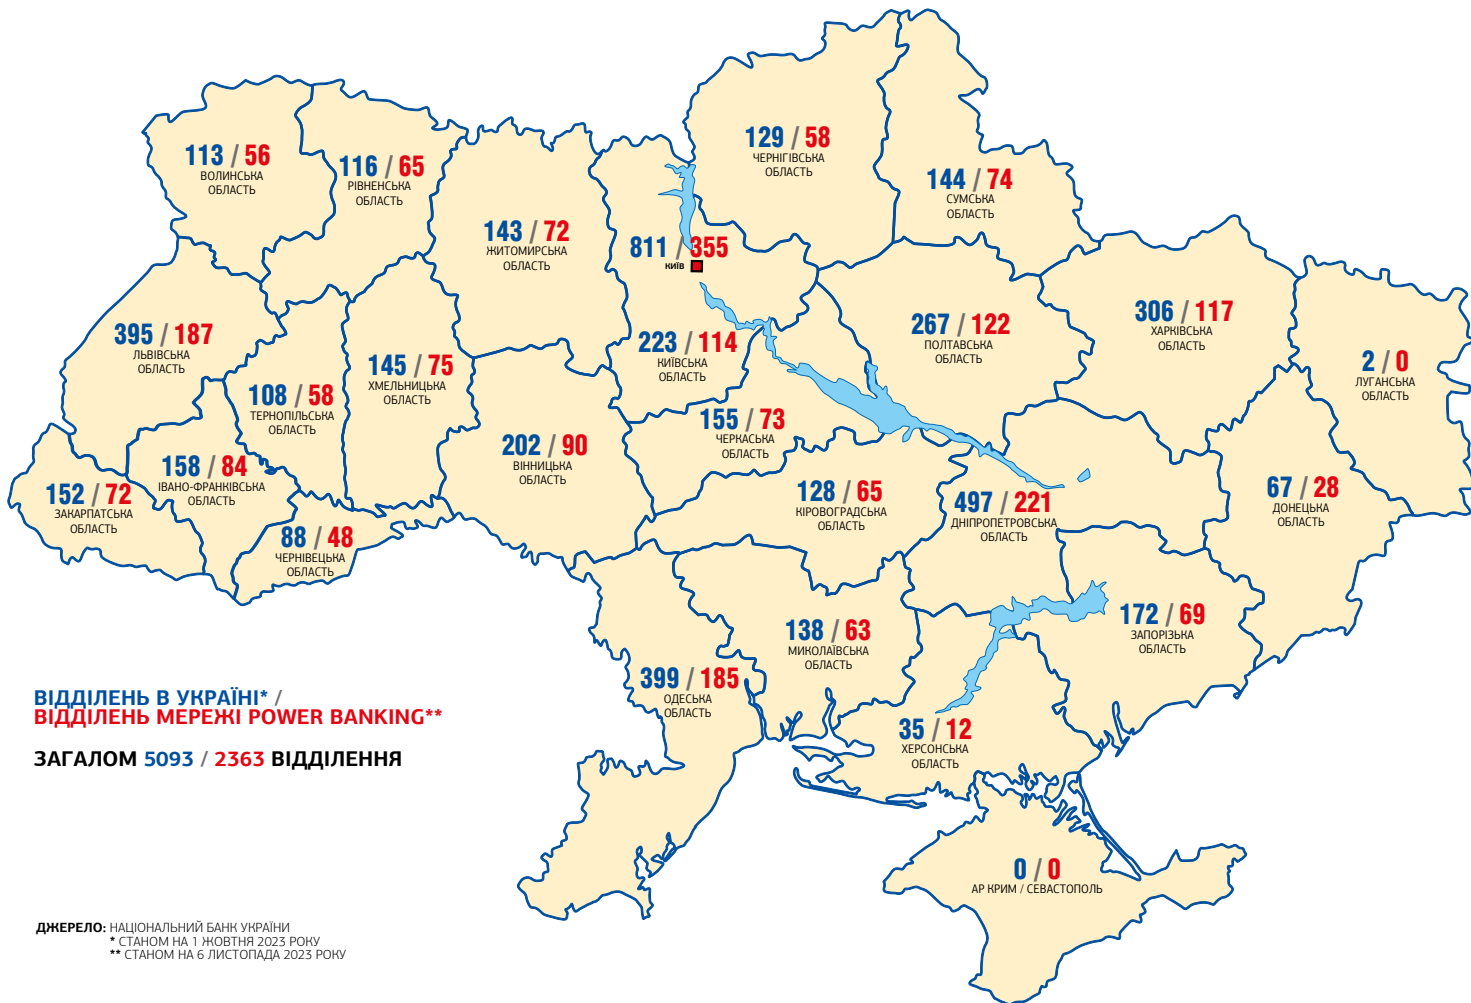 129 / 58
ЧЕРНІГІВСЬКА
ОБЛАСТЬ
113 / 56
ВОЛИНСЬКА
ОБЛАСТЬ
116 / 65
РІВНЕНСЬКА
ОБЛАСТЬ
144 / 74
СУМСЬКА
ОБЛАСТЬ
143 / 72
ЖИТОМИРСЬКА
ОБЛАСТЬ
811 / 355
КИЇВ
395 / 187
ЛЬВІВСЬКА
ОБЛАСТЬ
223 / 114
КИЇВСЬКА
ОБЛАСТЬ
267 / 122
ПОЛТАВСЬКА
ОБЛАСТЬ
306 / 117
ХАРКІВСЬКА
ОБЛАСТЬ
2 / 0
ЛУГАНСЬКА
ОБЛАСТЬ
108 / 58
ТЕРНОПІЛЬСЬКА
ОБЛАСТЬ
145 / 75
ХМЕЛЬНИЦЬКА
ОБЛАСТЬ
155 / 73
ЧЕРКАСЬКА
ОБЛАСТЬ
202 / 90
ВІННИЦЬКА
ОБЛАСТЬ
158 / 84
ІВАНО-ФРАНКІВСЬКА
ОБЛАСТЬ
152 / 72
ЗАКАРПАТСЬКА
ОБЛАСТЬ
128 / 65
КІРОВОГРАДСЬКА
ОБЛАСТЬ
497 / 221
ДНІПРОПЕТРОВСЬКА
ОБЛАСТЬ
67 / 28
ДОНЕЦЬКА
ОБЛАСТЬ
88 / 48
ЧЕРНІВЕЦЬКА
ОБЛАСТЬ
172 / 69
ЗАПОРІЗЬКА
ОБЛАСТЬ
138 / 63
МИКОЛАЇВСЬКА
ОБЛАСТЬ
399 / 185
ОДЕСЬКА
ОБЛАСТЬ
35 / 12
ХЕРСОНСЬКА
ОБЛАСТЬ
0 / 0
АР КРИМ / СЕВАСТОПОЛЬ
ВІДДІЛЕНЬ В УКРАЇНІ* /
ВІДДІЛЕНЬ МЕРЕЖІ POWER BANKING**
ЗАГАЛОМ 5093 / 2363 ВІДДІЛЕННЯ
ДЖЕРЕЛО: НАЦІОНАЛЬНИЙ БАНК УКРАЇНИ
* СТАНОМ НА 1 ЖОВТНЯ 2023 РОКУ
** СТАНОМ НА 6 ЛИСТОПАДА 2023 РОКУ